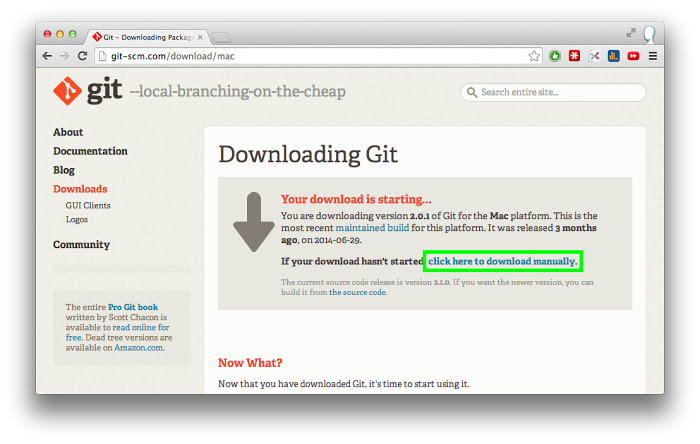 Git - Downloading Package
git-scm.com/download/mac
git --local-branching-on-the-cheap
Search entire site...
About
Documentation
Blog
Downloads
GUI Clients
Logos
Community
The entire Pro Git book
written by Scott Chacon
is available to read online for
free. Dead tree versions are
available on Amazon.com.
Downloading Git
Your download is starting...
You are downloading version 2.0.1 of Git for the Mac platform. This is the
most recent maintained build for this platform. It was released 3 months
ago, on 2014-06-29.
If your download hasn't started, click here to download manually.
The current source code release is version 2.1.0. If you want the newer version, you can
build it from the source code.
Now What?
Now that you have downloaded Git, it's time to start using it.